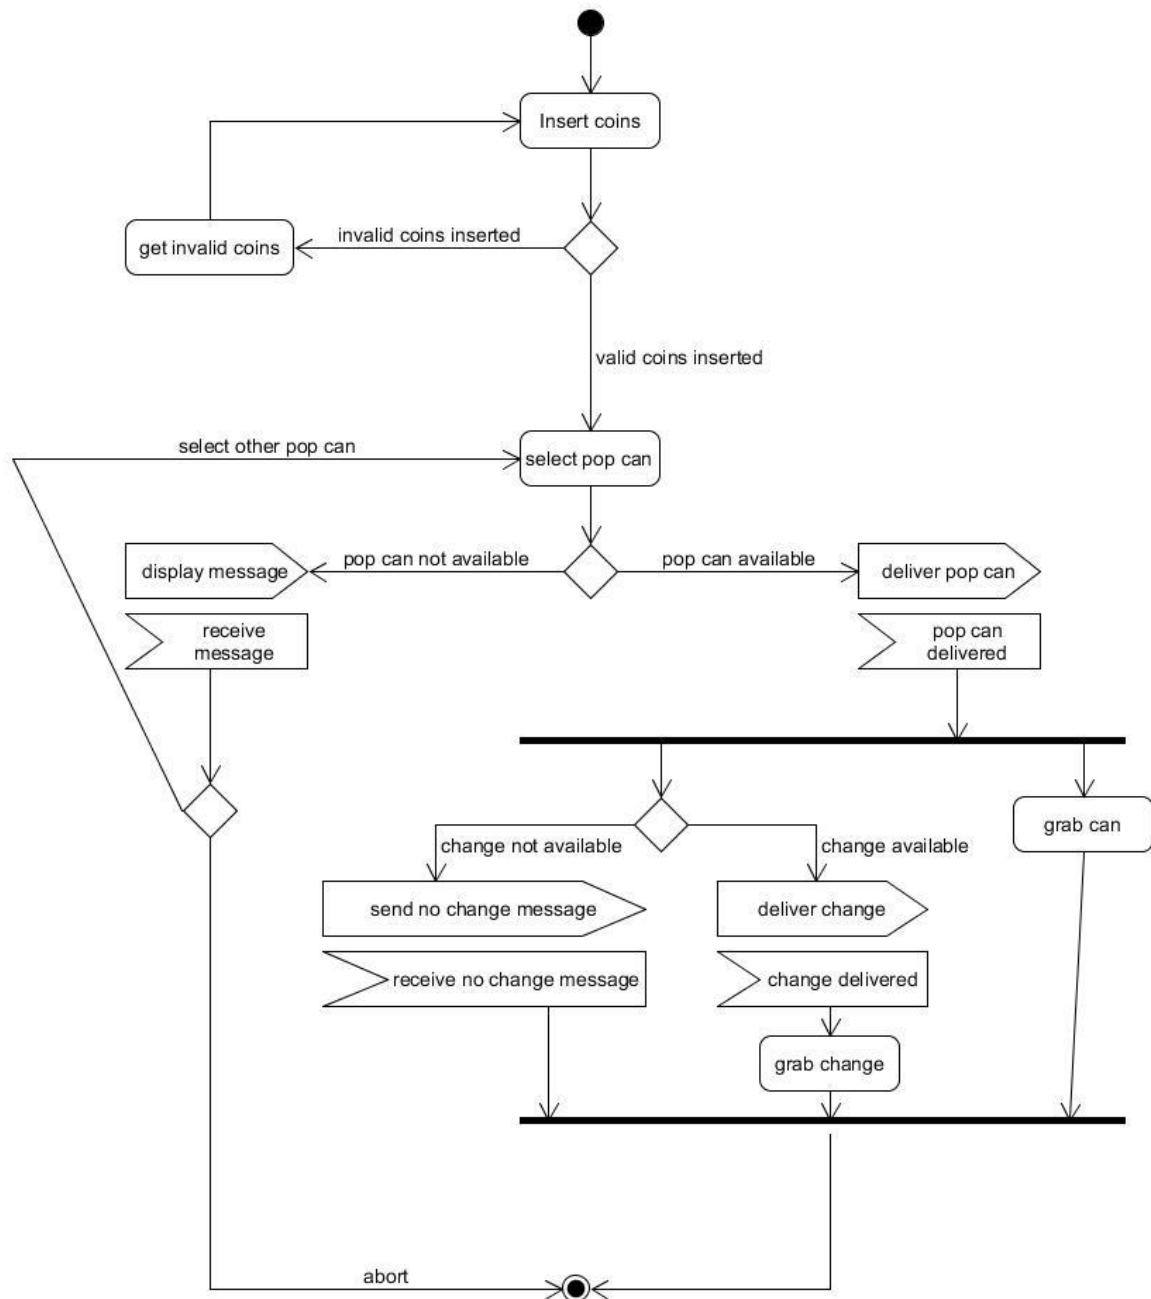 Insert coins
invalid coins inserted
get invalid coins
valid coins inserted
select other pop can
select pop can
pop can not available
pop can available
display message
deliver pop can
receive
message
pop can
delivered
grab can
change not available
change available
send no change message
deliver change
receive no change message
change delivered
grab change
abort